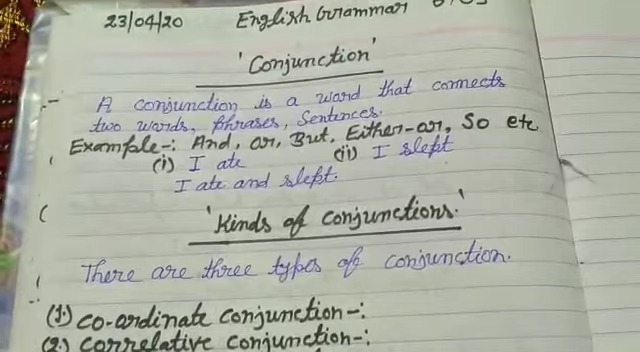 23/04/20 English Grammar
'Conjunction'
A conjunction is a word that connects
two words, phrases, Sentences.
Example-: And, or, But, Either-or, So etc
(i) I ate (ii) I slept
I ate and slept.
'Kinds of conjunctions.'
There are three types of conjunction.
(1.) co-ordinate conjunction-:
(2.) correlative conjunction-: